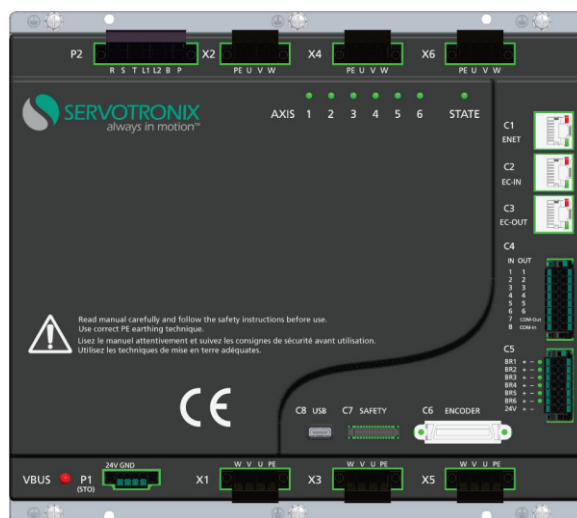 P2
R S T L1 L2 B P
X2
PE U V W
X4
PE U V W
X6
PE U V W
SERVOTRONIX
always in motion™
AXIS 1 2 3 4 5 6 STATE
C1
ENET
C2
EC-IN
C3
EC-OUT
C4
IN OUT
1 1
2 2
3 3
4 4
5 5
6 6
7 COM-Out
8 COM-In
C5
BR1 + -
BR2 + -
BR3 + -
BR4 + -
BR5 + -
BR6 + -
24V + -
Read manual carefully and follow the safety instructions before use.
Use correct PE earthing technique.
Lisez le manuel attentivement et suivez les consignes de sécurité avant utilisation.
Utilisez les techniques de mise en terre adéquates.
CE
C8 USB
C7 SAFETY
C6 ENCODER
VBUS
P1
(STO)
24V GND
X1
W V U PE
X3
W V U PE
X5
W V U PE